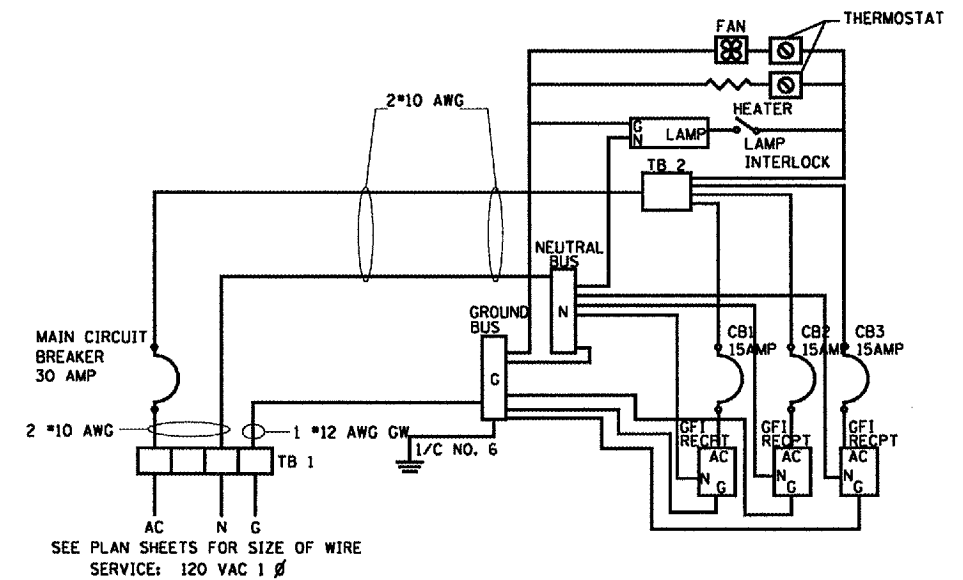 THERMOSTAT
FAN
2#10 AWG
HEATER
G
N
LAMP
LAMP
INTERLOCK
TB 2
NEUTRAL
BUS
N
GROUND
BUS
G
MAIN CIRCUIT
BREAKER
30 AMP
CB1
15AMP
CB2
15AMP
CB3
15AMP
2 #10 AWG
1 #12 AWG GW
1/C NO. 6
TB 1
GFI
RECPT
AC
N
G
GFI
RECPT
AC
N
G
GFI
RECPT
AC
N
G
AC
N
G
SEE PLAN SHEETS FOR SIZE OF WIRE
SERVICE: 120 VAC 1 Ø